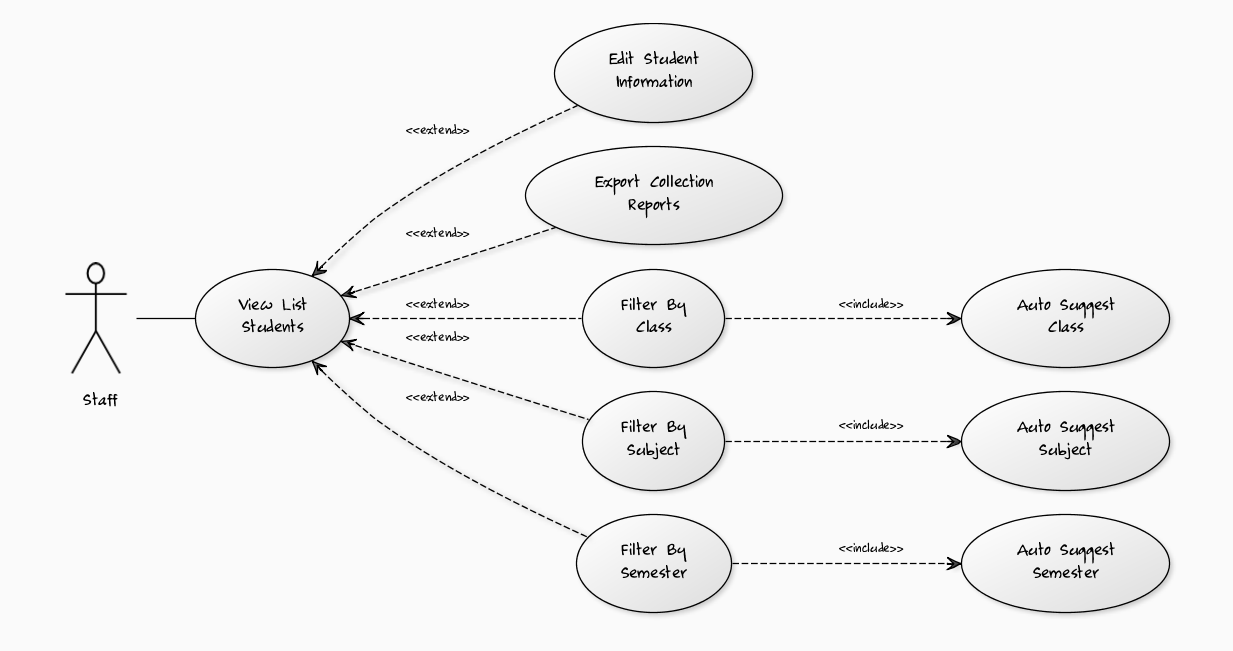 Edit Student
Information
<<extend>>
Export Collection
Reports
<<extend>>
Staff
View List
Students
<<extend>>
Filter By
Class
<<include>>
Auto Suggest
Class
<<extend>>
Filter By
Subject
<<include>>
Auto Suggest
Subject
<<extend>>
Filter By
Semester
<<include>>
Auto Suggest
Semester